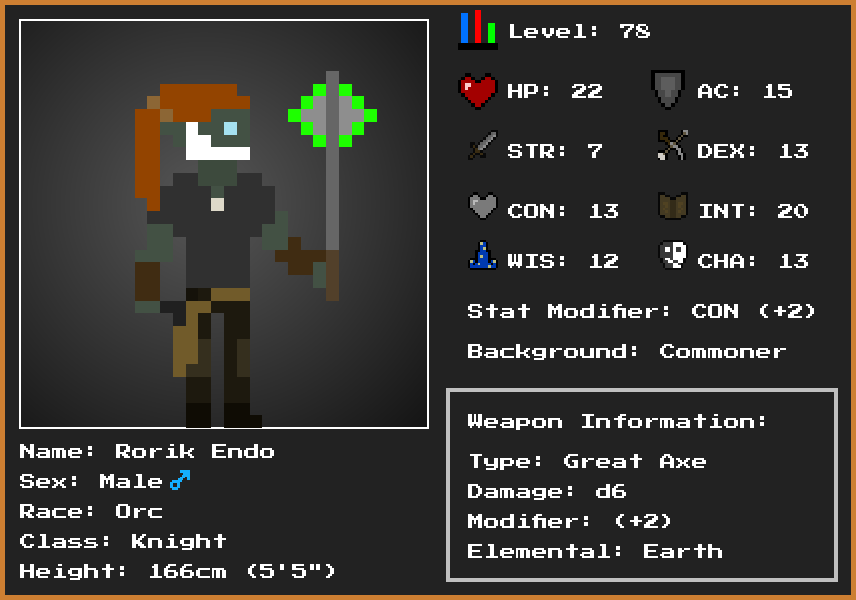 Level: 78
HP: 22
AC: 15
STR: 7
DEX: 13
CON: 13
INT: 20
WIS: 12
CHA: 13
Stat Modifier: CON (+2)
Background: Commoner
Name: Rorik Endo
Sex: Male♂
Race: Orc
Class: Knight
Height: 166cm (5'5")
Weapon Information:
Type: Great Axe
Damage: d6
Modifier: (+2)
Elemental: Earth